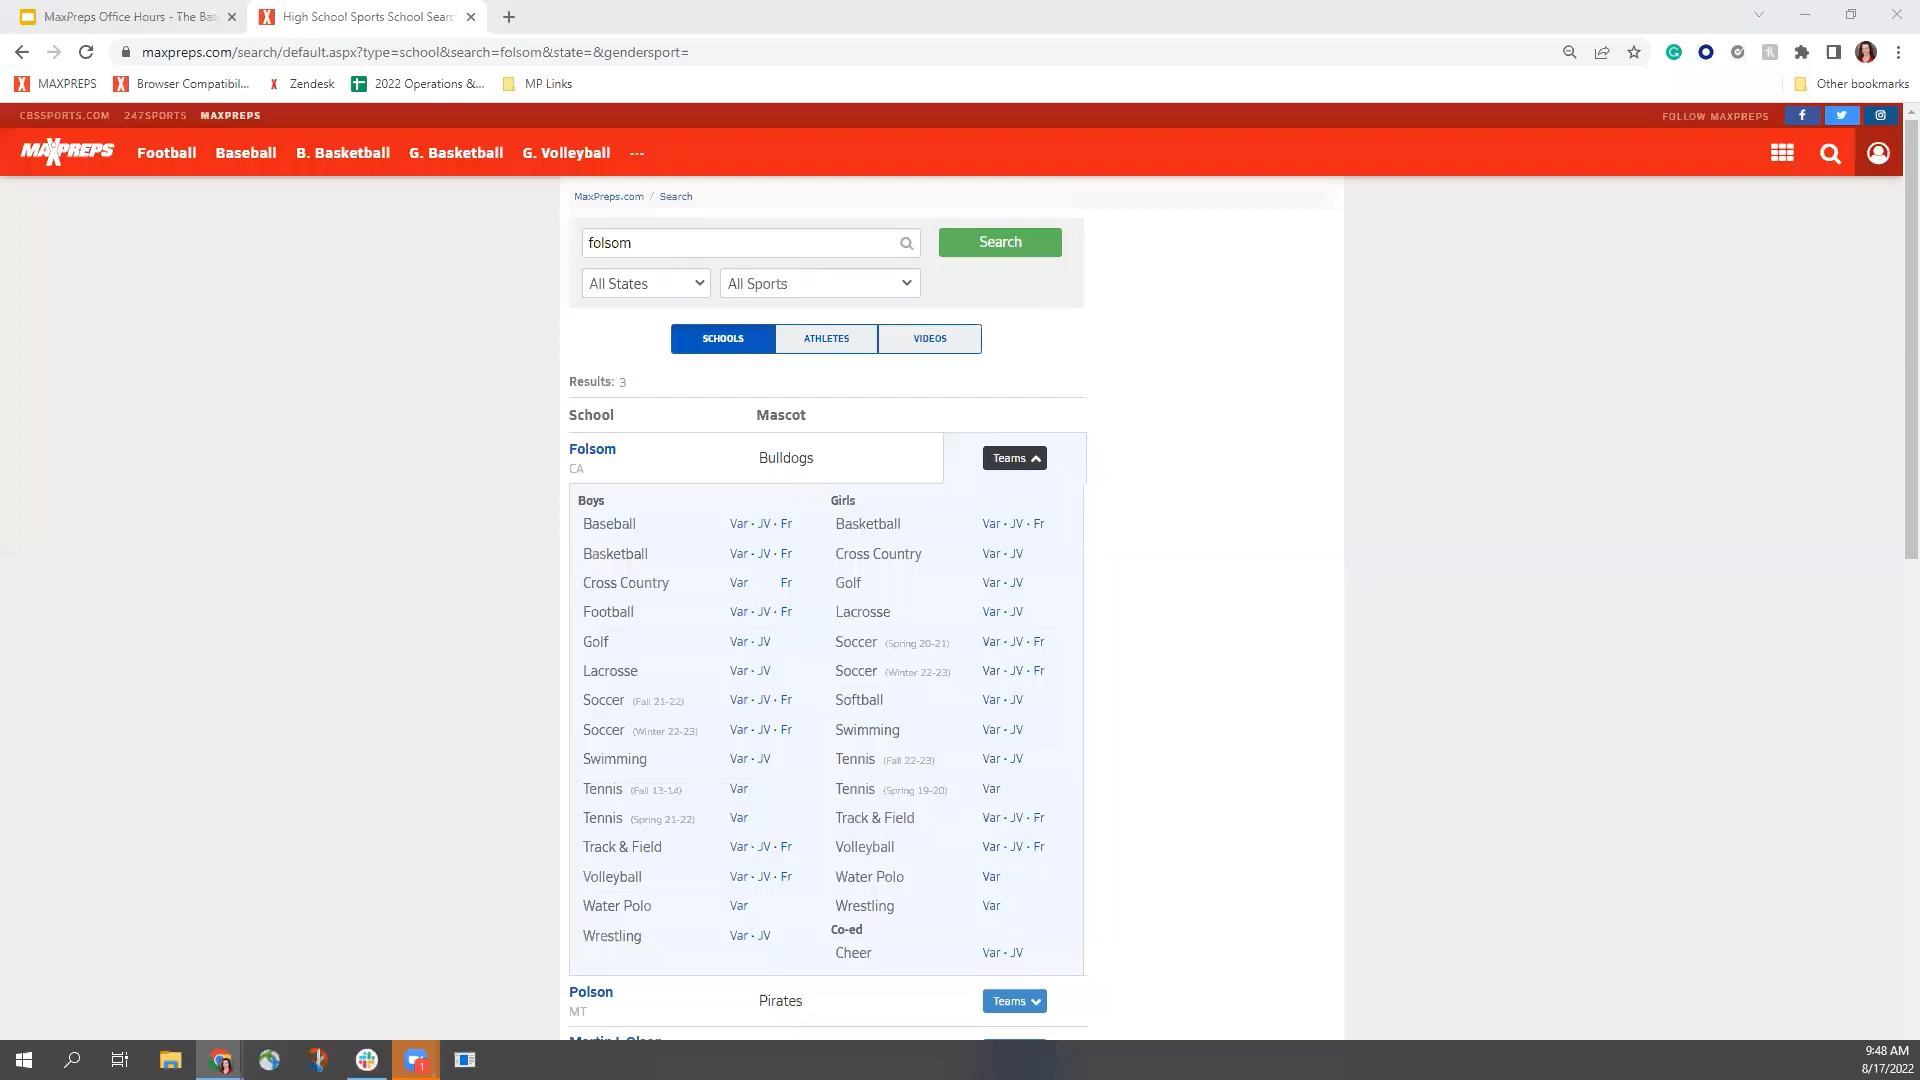 MaxPreps Office Hours - The Bas
High School Sports School Searc
maxpreps.com/search/default.aspx?type=school&search=folsom&state=&gendersport=
MAXPREPS
Browser Compatibil...
Zendesk
2022 Operations &...
MP Links
Other bookmarks
CBSSPORTS.COM 247SPORTS MAXPREPS
FOLLOW MAXPREPS
MAXPREPS Football Baseball B. Basketball G. Basketball G. Volleyball ...
MaxPreps.com / Search
folsom
Search
All States
All Sports
SCHOOLS ATHLETES VIDEOS
Results: 3
School Mascot
Folsom
CA
Bulldogs
Teams
Boys
Baseball Var · JV · Fr
Basketball Var · JV · Fr
Cross Country Var Fr
Football Var · JV · Fr
Golf Var · JV
Lacrosse Var · JV
Soccer (Fall 21-22) Var · JV · Fr
Soccer (Winter 22-23) Var · JV · Fr
Swimming Var · JV
Tennis (Fall 13-14) Var
Tennis (Spring 21-22) Var
Track & Field Var · JV · Fr
Volleyball Var · JV · Fr
Water Polo Var
Wrestling Var · JV
Girls
Basketball Var · JV · Fr
Cross Country Var · JV
Golf Var · JV
Lacrosse Var · JV
Soccer (Spring 20-21) Var · JV · Fr
Soccer (Winter 22-23) Var · JV · Fr
Softball Var · JV
Swimming Var · JV
Tennis (Fall 22-23) Var · JV
Tennis (Spring 19-20) Var
Track & Field Var · JV · Fr
Volleyball Var · JV · Fr
Water Polo Var
Wrestling Var
Co-ed
Cheer Var · JV
Polson
MT
Pirates
Teams
1
9:48 AM
8/17/2022